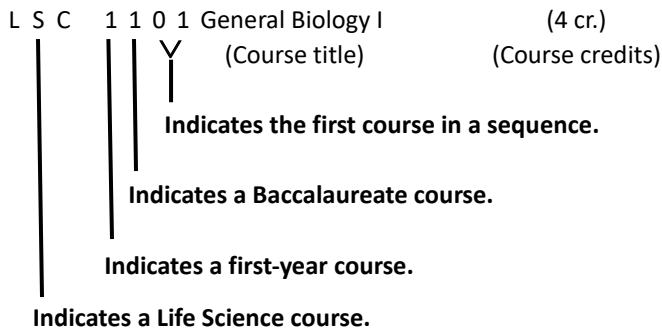 L S C 1 1 0 1 General Biology I (4 cr.)
(Course title) (Course credits)
Indicates the first course in a sequence.
Indicates a Baccalaureate course.
Indicates a first-year course.
Indicates a Life Science course.